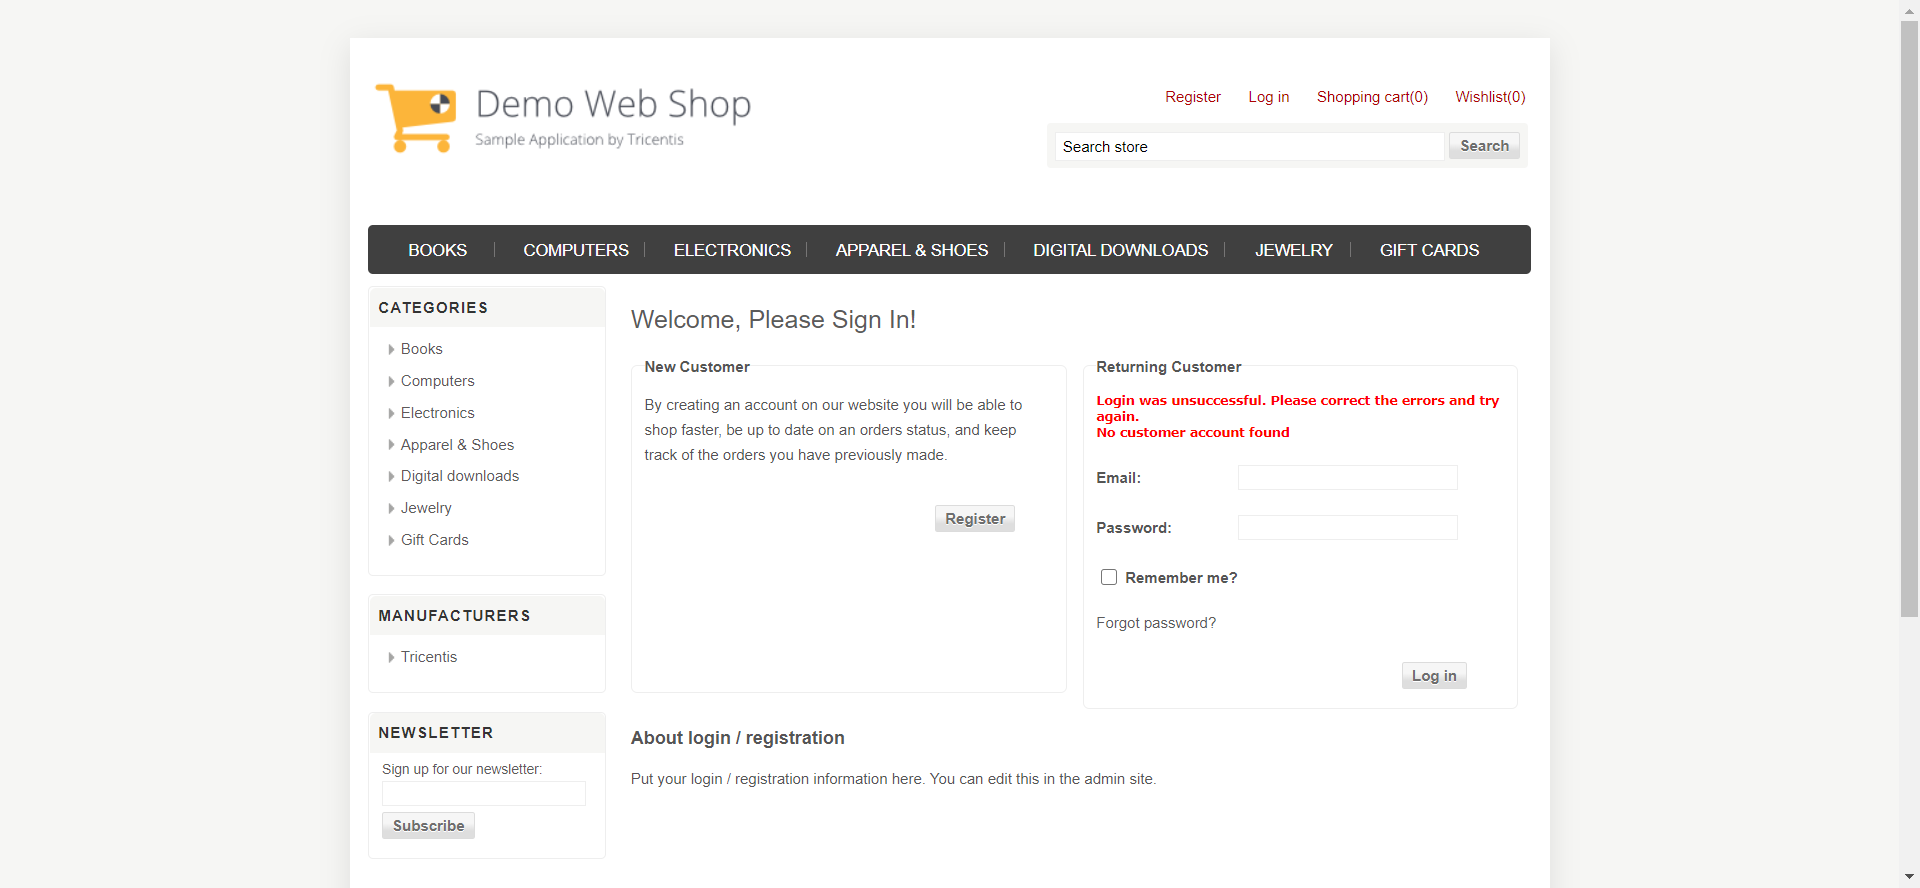 Demo Web Shop
Sample Application by Tricentis
Register
Log in
Shopping cart(0)
Wishlist(0)
Search store
Search
BOOKS
COMPUTERS
ELECTRONICS
APPAREL & SHOES
DIGITAL DOWNLOADS
JEWELRY
GIFT CARDS
CATEGORIES
Books
Computers
Electronics
Apparel & Shoes
Digital downloads
Jewelry
Gift Cards
MANUFACTURERS
Tricentis
NEWSLETTER
Sign up for our newsletter:
Subscribe
Welcome, Please Sign In!
New Customer
By creating an account on our website you will be able to
shop faster, be up to date on an orders status, and keep
track of the orders you have previously made.
Register
Returning Customer
Login was unsuccessful. Please correct the errors and try
again.
No customer account found
Email:
Password:
Remember me?
Forgot password?
Log in
About login / registration
Put your login / registration information here. You can edit this in the admin site.